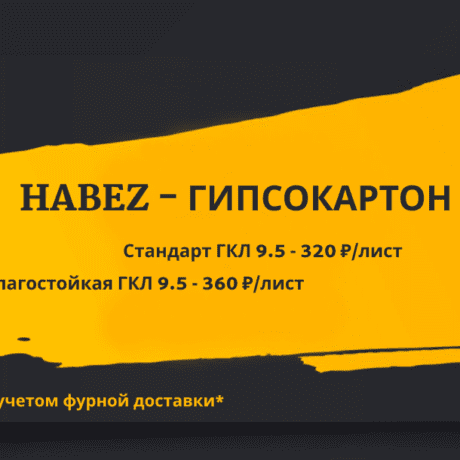 HABEZ - ГИПСОКАРТОН
Стандарт ГКЛ 9.5 - 320 ₽/лист
лагостойкая ГКЛ 9.5 - 360 ₽/лист
учетом фурной доставки*